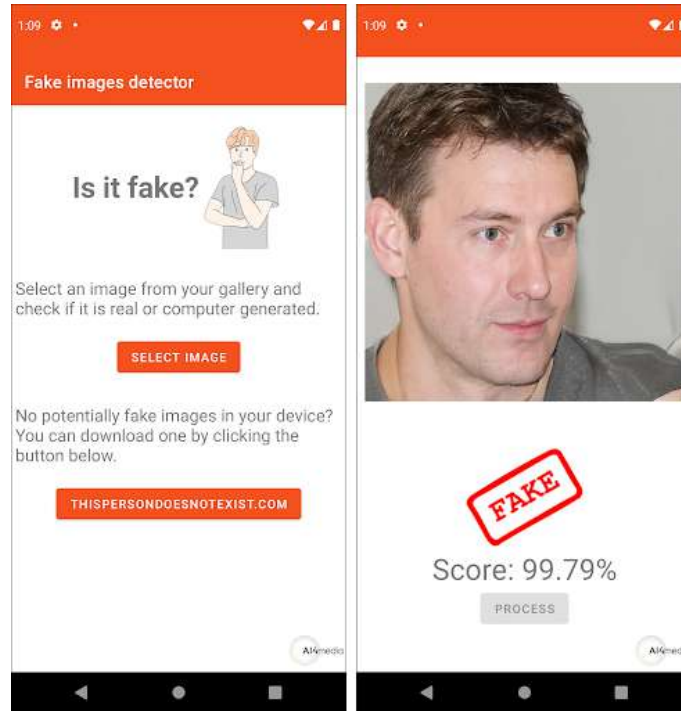 1:09
Fake images detector
Is it fake?
Select an image from your gallery and
check if it is real or computer generated.
SELECT IMAGE
No potentially fake images in your device?
You can download one by clicking the
button below.
THISPERSONDOESNOTEXIST.COM
AI4media
1:09
FAKE
Score: 99.79%
PROCESS
AI4med